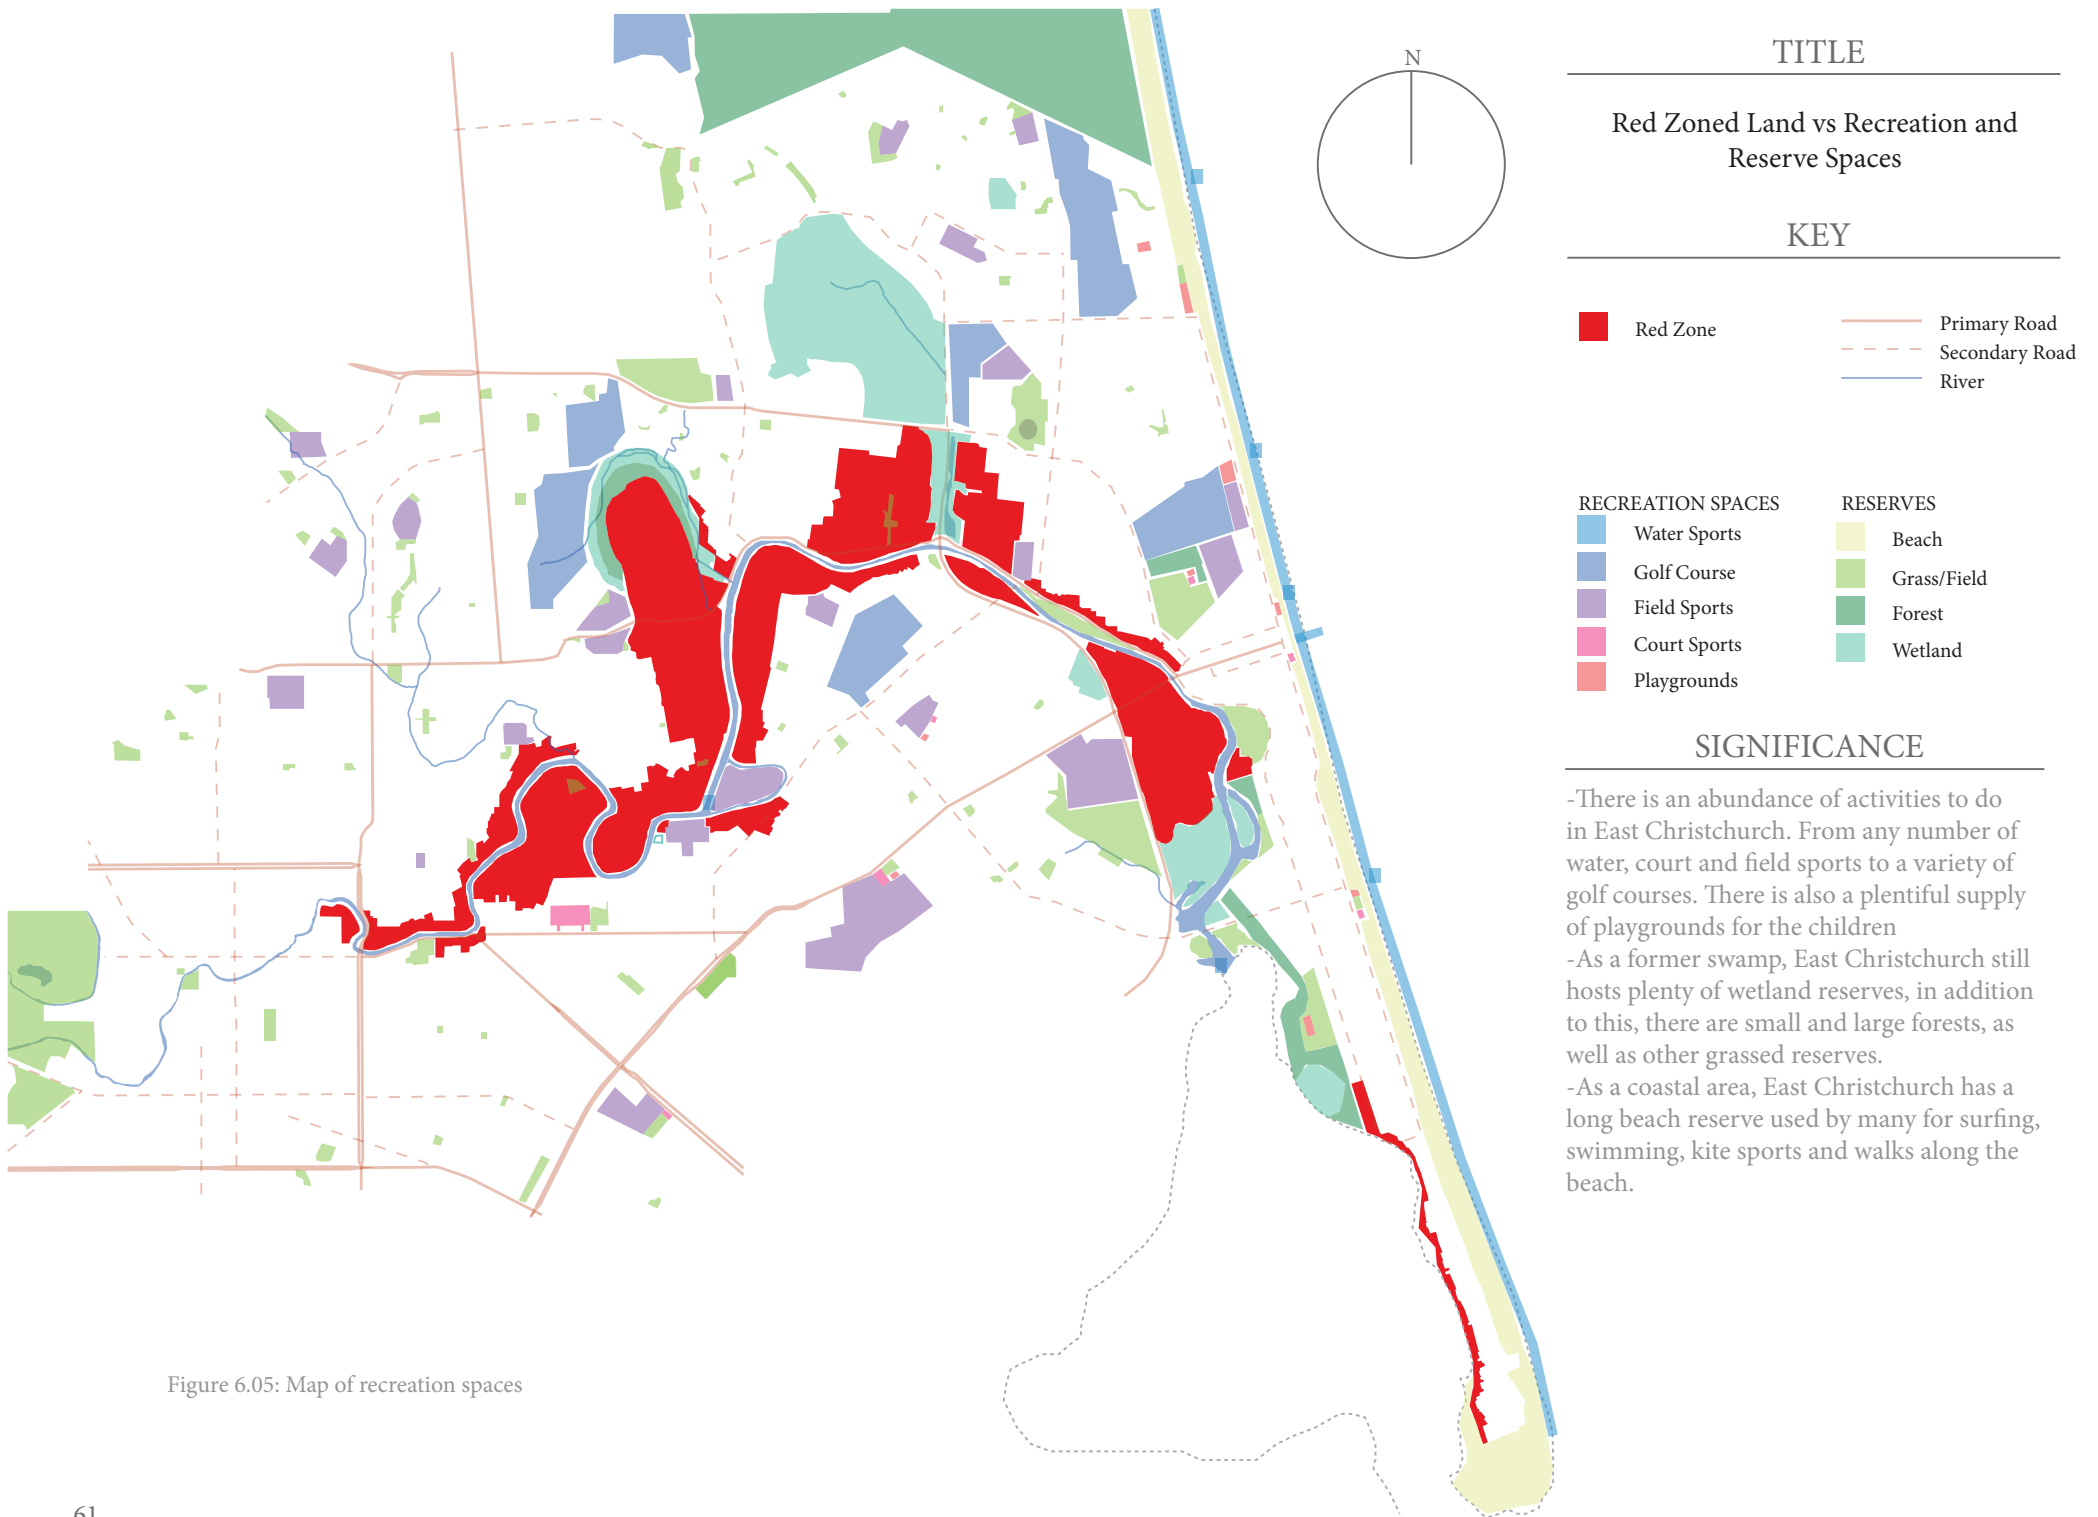 N
TITLE
Red Zoned Land vs Recreation and
Reserve Spaces
KEY
Red Zone
Primary Road
Secondary Road
River
RECREATION SPACES
Water Sports
Golf Course
Field Sports
Court Sports
Playgrounds
RESERVES
Beach
Grass/Field
Forest
Wetland
SIGNIFICANCE
-There is an abundance of activities to do
in East Christchurch. From any number of
water, court and field sports to a variety of
golf courses. There is also a plentiful supply
of playgrounds for the children
-As a former swamp, East Christchurch still
hosts plenty of wetland reserves, in addition
to this, there are small and large forests, as
well as other grassed reserves.
-As a coastal area, East Christchurch has a
long beach reserve used by many for surfing,
swimming, kite sports and walks along the
beach.
Figure 6.05: Map of recreation spaces
61